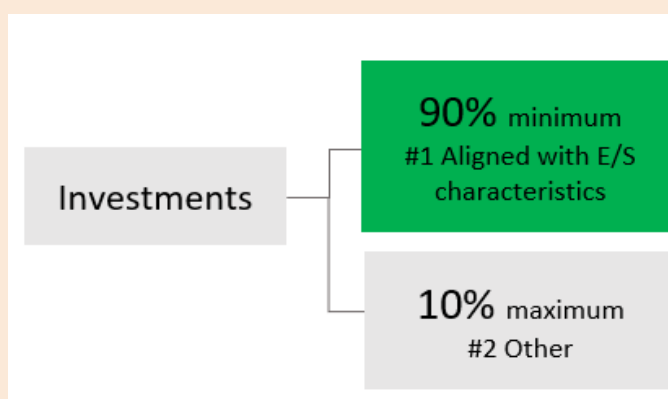 90% minimum
#1 Aligned with E/S
characteristics
Investments
10% maximum
#2 Other